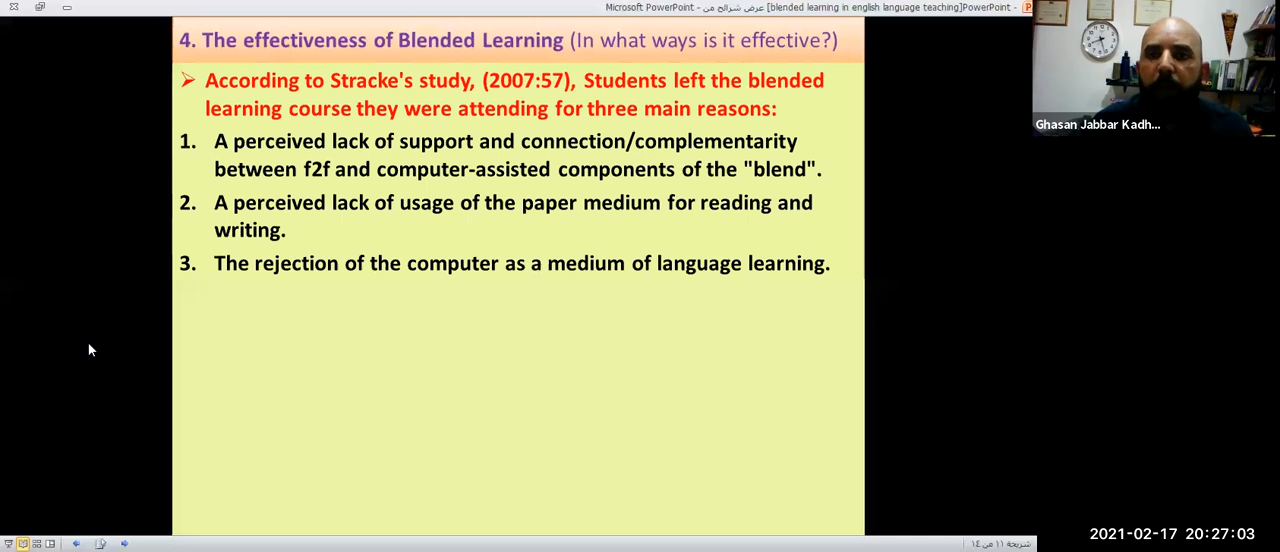 Microsoft PowerPoint - عرض شرائح من [blended learning in english language teaching]PowerPoint -
4. The effectiveness of Blended Learning (In what ways is it effective?)
➢ According to Stracke's study, (2007:57), Students left the blended
learning course they were attending for three main reasons:
1. A perceived lack of support and connection/complementarity
between f2f and computer-assisted components of the "blend".
2. A perceived lack of usage of the paper medium for reading and
writing.
3. The rejection of the computer as a medium of language learning.
Ghasan Jabbar Kadh...
2021-02-17 20:27:03
شريحة ١١ من ١٤